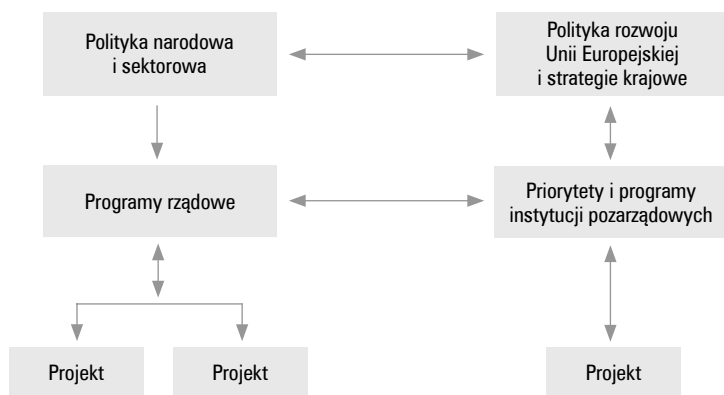 Polityka narodowa
i sektorowa
Polityka rozwoju
Unii Europejskiej
i strategie krajowe
Programy rządowe
Priorytety i programy
instytucji pozarządowych
Projekt
Projekt
Projekt